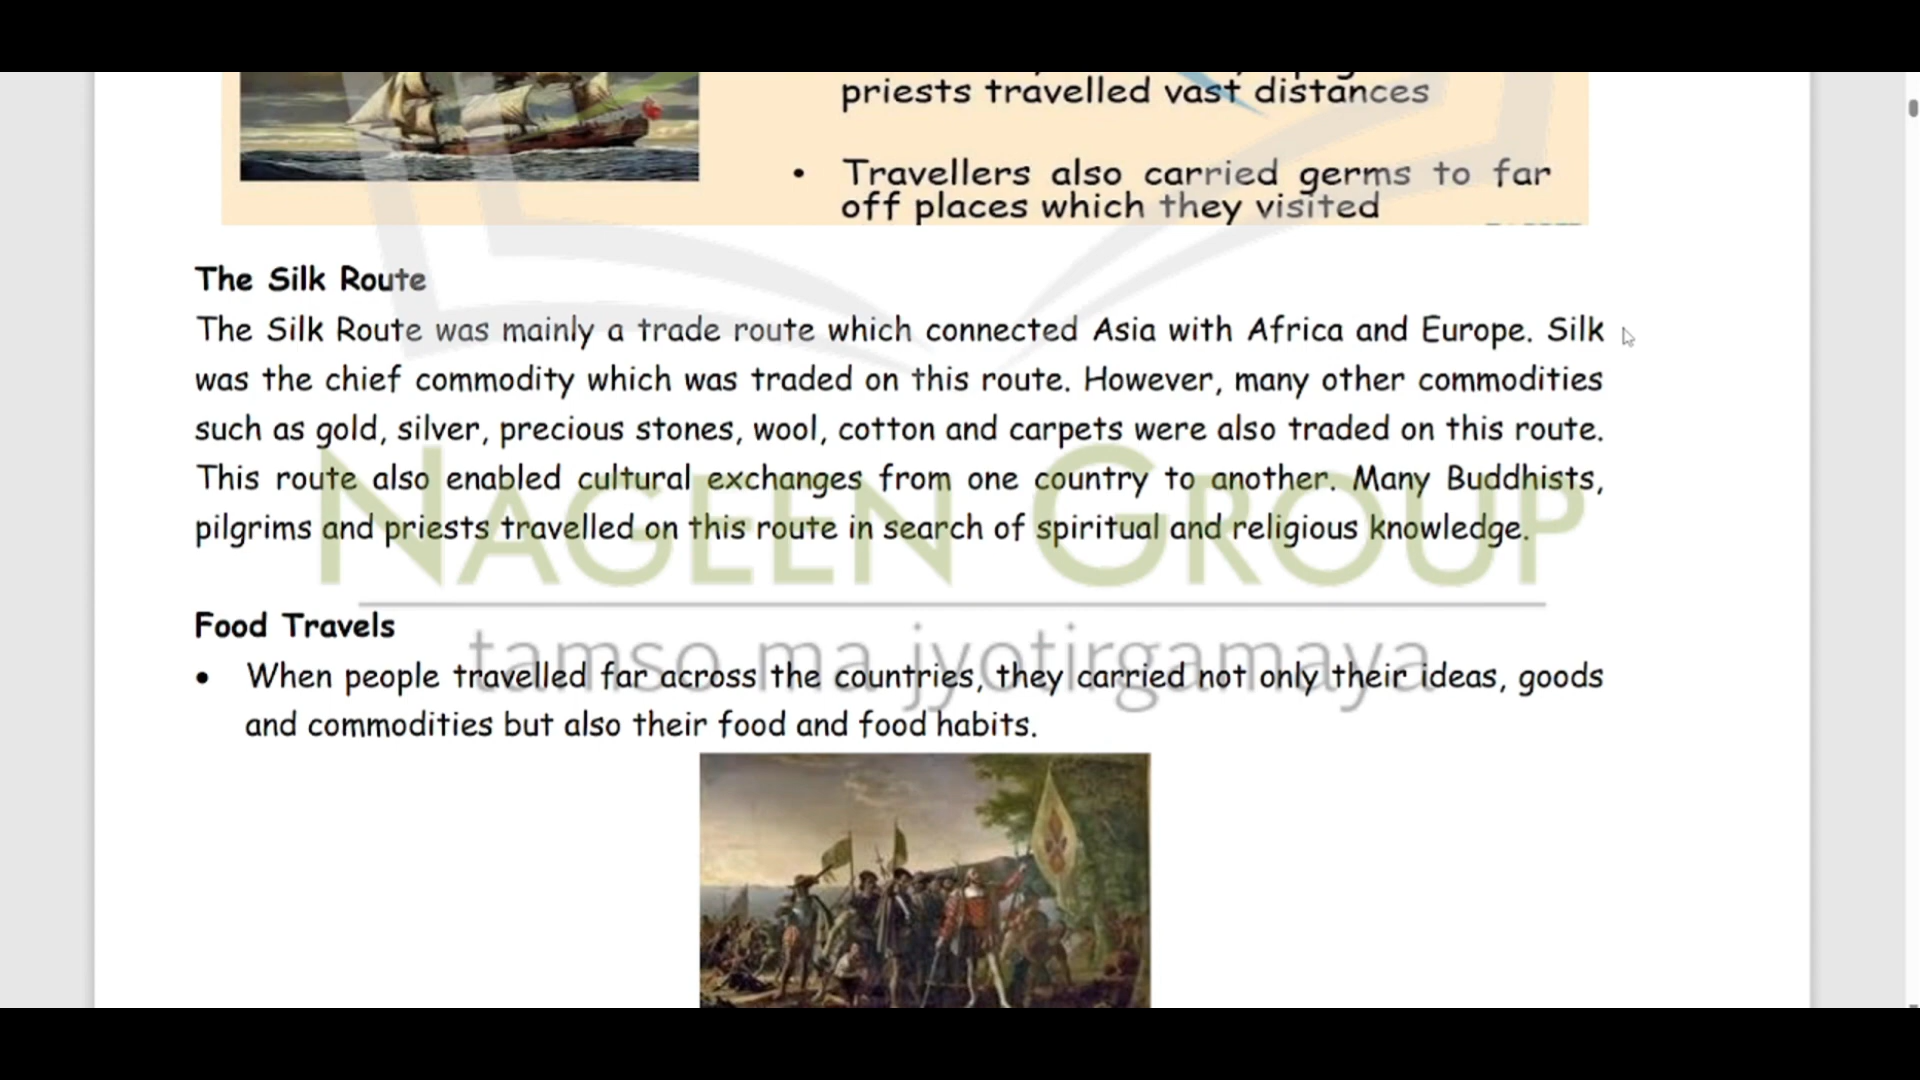 priests travelled vast distances
• Travellers also carried germs to far
off places which they visited
The Silk Route
The Silk Route was mainly a trade route which connected Asia with Africa and Europe. Silk
was the chief commodity which was traded on this route. However, many other commodities
such as gold, silver, precious stones, wool, cotton and carpets were also traded on this route.
This route also enabled cultural exchanges from one country to another. Many Buddhists,
pilgrims and priests travelled on this route in search of spiritual and religious knowledge.
NAGEEN GROUP
Food Travels
tamso ma jyotirgamaya
• When people travelled far across the countries, they carried not only their ideas, goods
and commodities but also their food and food habits.